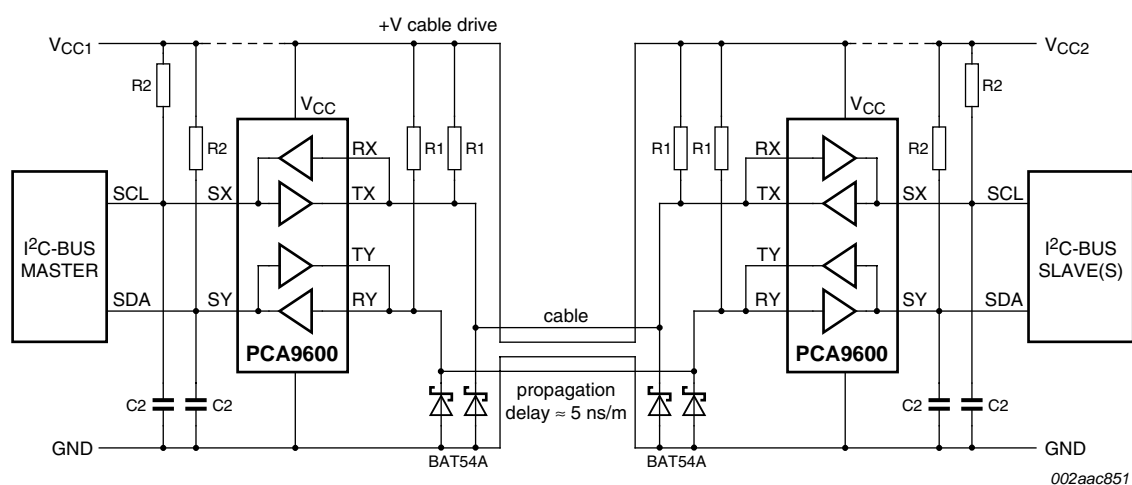 +V cable drive
VCC1
VCC2
R2
R2
VCC
R1
R1
R1
R1
VCC
R2
R2
RX
RX
SCL
SX
TX
TX
SX
SCL
I2C-BUS
MASTER
I2C-BUS
SLAVE(S)
TY
TY
SDA
SY
RY
RY
SY
SDA
cable
PCA9600
PCA9600
propagation
delay ≈ 5 ns/m
C2
C2
C2
C2
GND
GND
BAT54A
BAT54A
002aac851